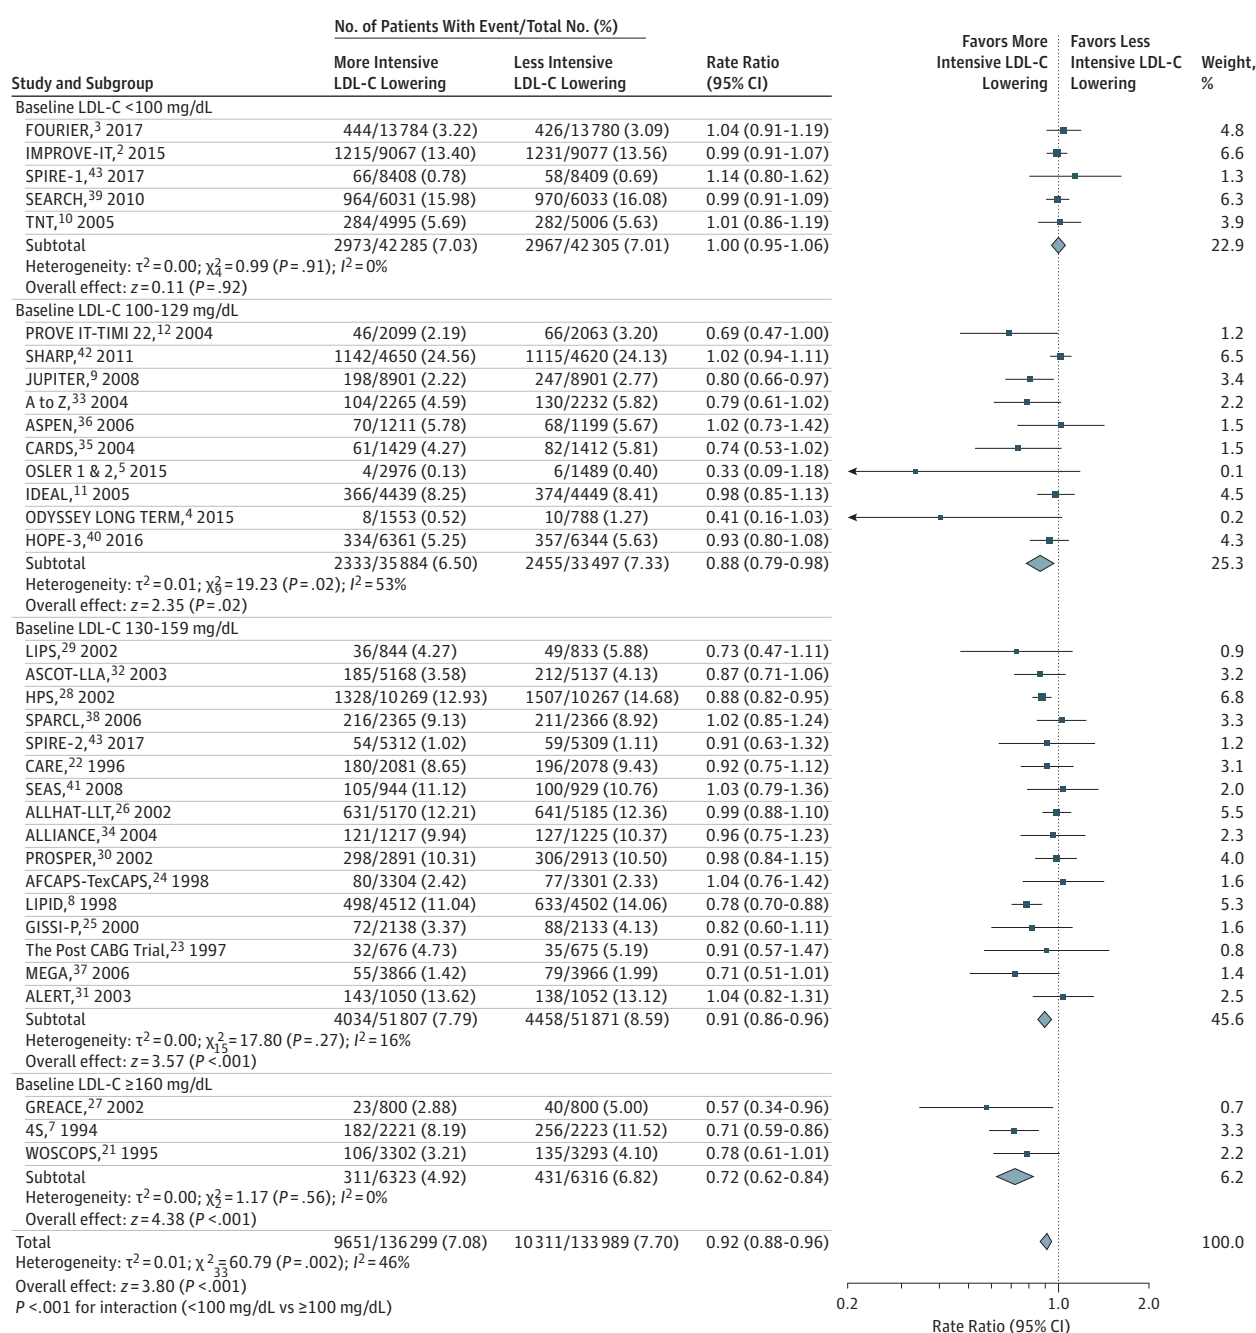 No. of Patients With Event/Total No. (%)
Study and Subgroup More Intensive LDL-C Lowering Less Intensive LDL-C Lowering Rate Ratio (95% CI) Favors More Intensive LDL-C Lowering Favors Less Intensive LDL-C Lowering Weight, %
Baseline LDL-C <100 mg/dL
FOURIER,3 2017 444/13 784 (3.22) 426/13 780 (3.09) 1.04 (0.91-1.19) 4.8
IMPROVE-IT,2 2015 1215/9067 (13.40) 1231/9077 (13.56) 0.99 (0.91-1.07) 6.6
SPIRE-1,43 2017 66/8408 (0.78) 58/8409 (0.69) 1.14 (0.80-1.62) 1.3
SEARCH,39 2010 964/6031 (15.98) 970/6033 (16.08) 0.99 (0.91-1.09) 6.3
TNT,10 2005 284/4995 (5.69) 282/5006 (5.63) 1.01 (0.86-1.19) 3.9
Subtotal 2973/42 285 (7.03) 2967/42 305 (7.01) 1.00 (0.95-1.06) 22.9
Heterogeneity: τ2=0.00; χ24=0.99 (P=.91); I2=0%
Overall effect: z=0.11 (P=.92)
Baseline LDL-C 100-129 mg/dL
PROVE IT-TIMI 22,12 2004 46/2099 (2.19) 66/2063 (3.20) 0.69 (0.47-1.00) 1.2
SHARP,42 2011 1142/4650 (24.56) 1115/4620 (24.13) 1.02 (0.94-1.11) 6.5
JUPITER,9 2008 198/8901 (2.22) 247/8901 (2.77) 0.80 (0.66-0.97) 3.4
A to Z,33 2004 104/2265 (4.59) 130/2232 (5.82) 0.79 (0.61-1.02) 2.2
ASPEN,36 2006 70/1211 (5.78) 68/1199 (5.67) 1.02 (0.73-1.42) 1.5
CARDS,35 2004 61/1429 (4.27) 82/1412 (5.81) 0.74 (0.53-1.02) 1.5
OSLER 1 & 2,5 2015 4/2976 (0.13) 6/1489 (0.40) 0.33 (0.09-1.18) 0.1
IDEAL,11 2005 366/4439 (8.25) 374/4449 (8.41) 0.98 (0.85-1.13) 4.5
ODYSSEY LONG TERM,4 2015 8/1553 (0.52) 10/788 (1.27) 0.41 (0.16-1.03) 0.2
HOPE-3,40 2016 334/6361 (5.25) 357/6344 (5.63) 0.93 (0.80-1.08) 4.3
Subtotal 2333/35 884 (6.50) 2455/33 497 (7.33) 0.88 (0.79-0.98) 25.3
Heterogeneity: τ2=0.01; χ29=19.23 (P=.02); I2=53%
Overall effect: z=2.35 (P=.02)
Baseline LDL-C 130-159 mg/dL
LIPS,29 2002 36/844 (4.27) 49/833 (5.88) 0.73 (0.47-1.11) 0.9
ASCOT-LLA,32 2003 185/5168 (3.58) 212/5137 (4.13) 0.87 (0.71-1.06) 3.2
HPS,28 2002 1328/10 269 (12.93) 1507/10 267 (14.68) 0.88 (0.82-0.95) 6.8
SPARCL,38 2006 216/2365 (9.13) 211/2366 (8.92) 1.02 (0.85-1.24) 3.3
SPIRE-2,43 2017 54/5312 (1.02) 59/5309 (1.11) 0.91 (0.63-1.32) 1.2
CARE,22 1996 180/2081 (8.65) 196/2078 (9.43) 0.92 (0.75-1.12) 3.1
SEAS,41 2008 105/944 (11.12) 100/929 (10.76) 1.03 (0.79-1.36) 2.0
ALLHAT-LLT,26 2002 631/5170 (12.21) 641/5185 (12.36) 0.99 (0.88-1.10) 5.5
ALLIANCE,34 2004 121/1217 (9.94) 127/1225 (10.37) 0.96 (0.75-1.23) 2.3
PROSPER,30 2002 298/2891 (10.31) 306/2913 (10.50) 0.98 (0.84-1.15) 4.0
AFCAPS-TexCAPS,24 1998 80/3304 (2.42) 77/3301 (2.33) 1.04 (0.76-1.42) 1.6
LIPID,8 1998 498/4512 (11.04) 633/4502 (14.06) 0.78 (0.70-0.88) 5.3
GISSI-P,25 2000 72/2138 (3.37) 88/2133 (4.13) 0.82 (0.60-1.11) 1.6
The Post CABG Trial,23 1997 32/676 (4.73) 35/675 (5.19) 0.91 (0.57-1.47) 0.8
MEGA,37 2006 55/3866 (1.42) 79/3966 (1.99) 0.71 (0.51-1.01) 1.4
ALERT,31 2003 143/1050 (13.62) 138/1052 (13.12) 1.04 (0.82-1.31) 2.5
Subtotal 4034/51 807 (7.79) 4458/51 871 (8.59) 0.91 (0.86-0.96) 45.6
Heterogeneity: τ2=0.00; χ215=17.80 (P=.27); I2=16%
Overall effect: z=3.57 (P<.001)
Baseline LDL-C ≥160 mg/dL
GREACE,27 2002 23/800 (2.88) 40/800 (5.00) 0.57 (0.34-0.96) 0.7
4S,7 1994 182/2221 (8.19) 256/2223 (11.52) 0.71 (0.59-0.86) 3.3
WOSCOPS,21 1995 106/3302 (3.21) 135/3293 (4.10) 0.78 (0.61-1.01) 2.2
Subtotal 311/6323 (4.92) 431/6316 (6.82) 0.72 (0.62-0.84) 6.2
Heterogeneity: τ2=0.00; χ22=1.17 (P=.56); I2=0%
Overall effect: z=4.38 (P<.001)
Total 9651/136 299 (7.08) 10 311/133 989 (7.70) 0.92 (0.88-0.96) 100.0
Heterogeneity: τ2=0.01; χ233=60.79 (P=.002); I2=46%
Overall effect: z=3.80 (P<.001)
P<.001 for interaction (<100 mg/dL vs ≥100 mg/dL)
0.2 1.0 2.0
Rate Ratio (95% CI)